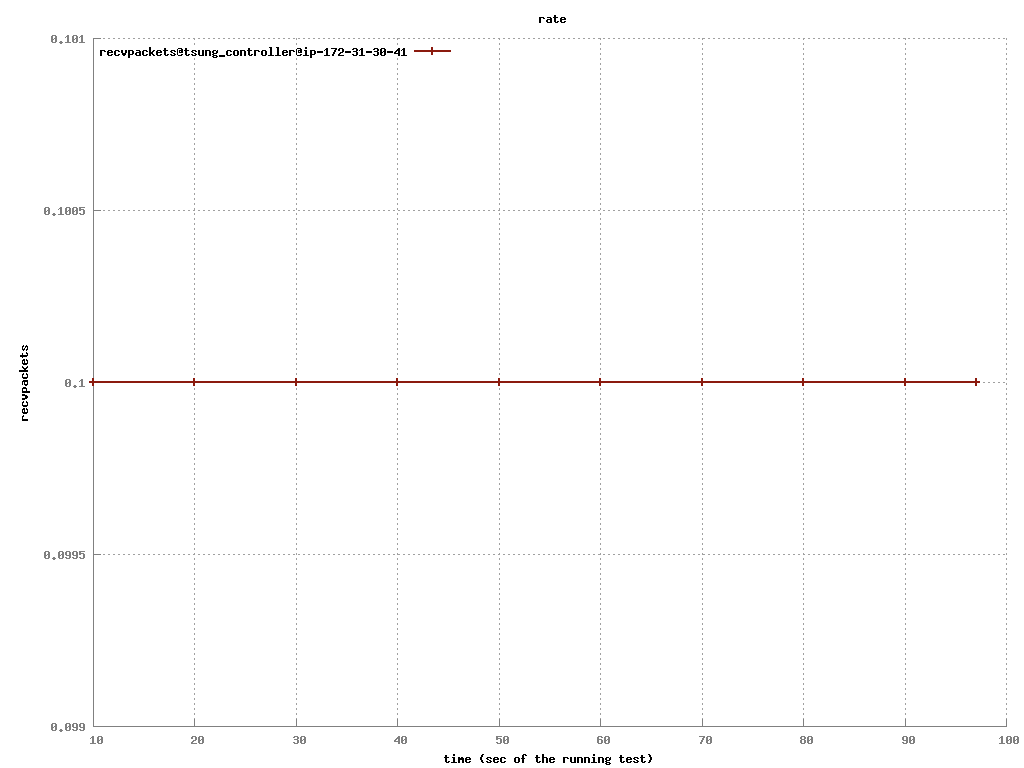 rate
0.101
recvpackets@tsung_controller@ip-172-31-30-41
0.1005
recvpackets
0.1
0.0995
0.099
10 20 30 40 50 60 70 80 90 100
time (sec of the running test)